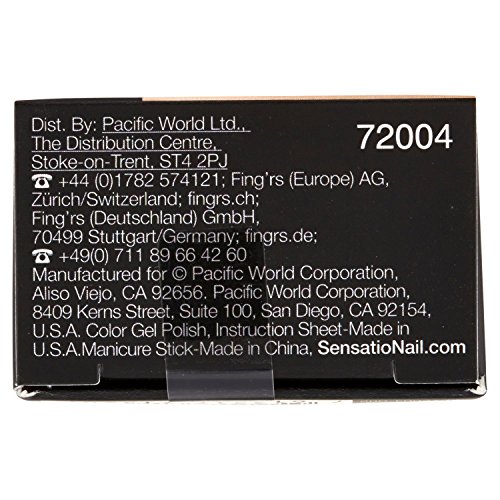 Dist. By: Pacific World Ltd.,
72004
The Distribution Centre,
Stoke-on-Trent, ST4 2PJ
☎ +44 (0)1782 574121; Fing'rs (Europe) AG,
Zürich/Switzerland; fingrs.ch;
Fing'rs (Deutschland) GmbH,
70499 Stuttgart/Germany; fingrs.de;
☎ +49(0) 711 89 66 42 60
Manufactured for © Pacific World Corporation,
Aliso Viejo, CA 92656. Pacific World Corporation,
8409 Kerns Street, Suite 100, San Diego, CA 92154,
U.S.A. Color Gel Polish, Instruction Sheet-Made in
U.S.A.Manicure Stick-Made in China, SensatioNail.com